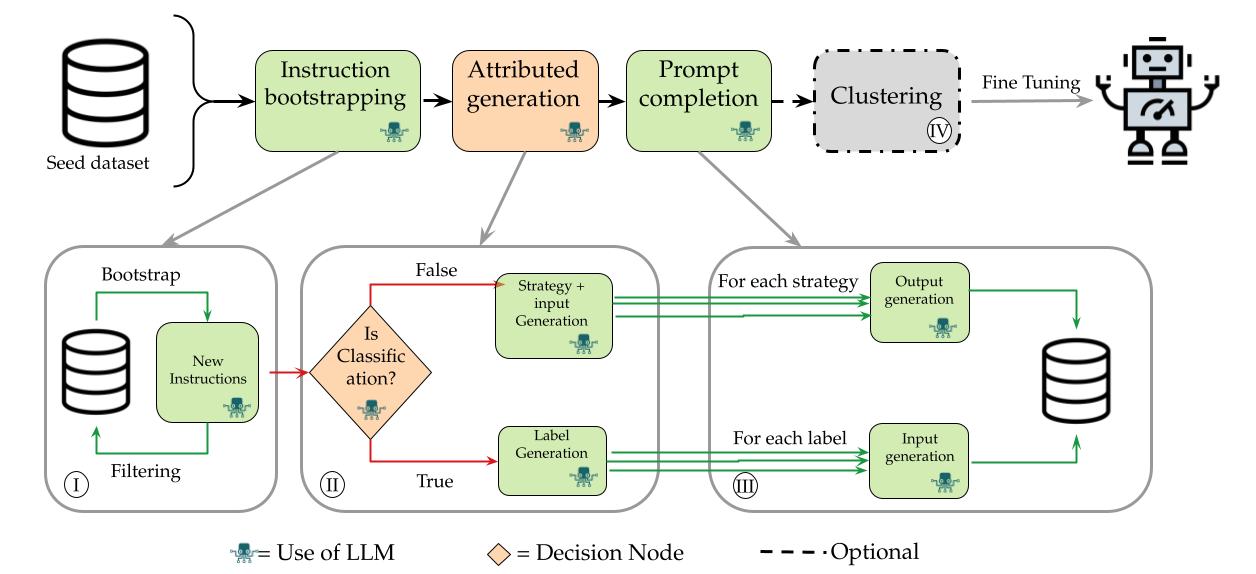 Seed dataset
Instruction
bootstrapping
Attributed
generation
Prompt
completion
Clustering
IV
Fine Tuning
Bootstrap
New
Instructions
Filtering
I
Is
Classific
ation?
False
True
II
Strategy +
input
Generation
Label
Generation
For each strategy
For each label
Output
generation
Input
generation
III
= Use of LLM
= Decision Node
Optional